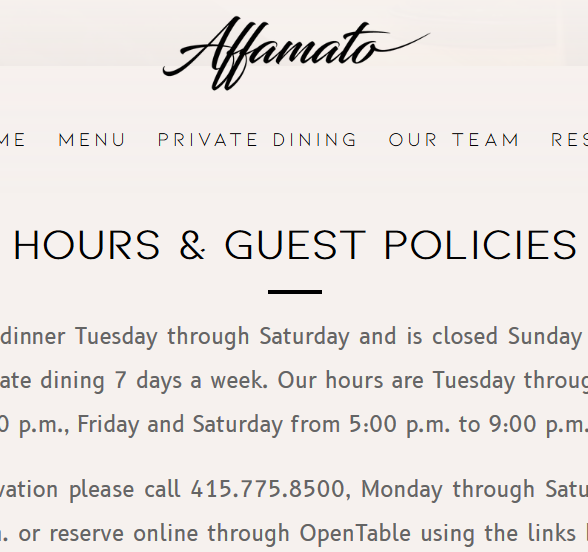 Affamato
ME MENU PRIVATE DINING OUR TEAM RES
HOURS & GUEST POLICIES
dinner Tuesday through Saturday and is closed Sunday
ate dining 7 days a week. Our hours are Tuesday throug
0 p.m., Friday and Saturday from 5:00 p.m. to 9:00 p.m.
vation please call 415.775.8500, Monday through Satu
. or reserve online through OpenTable using the links